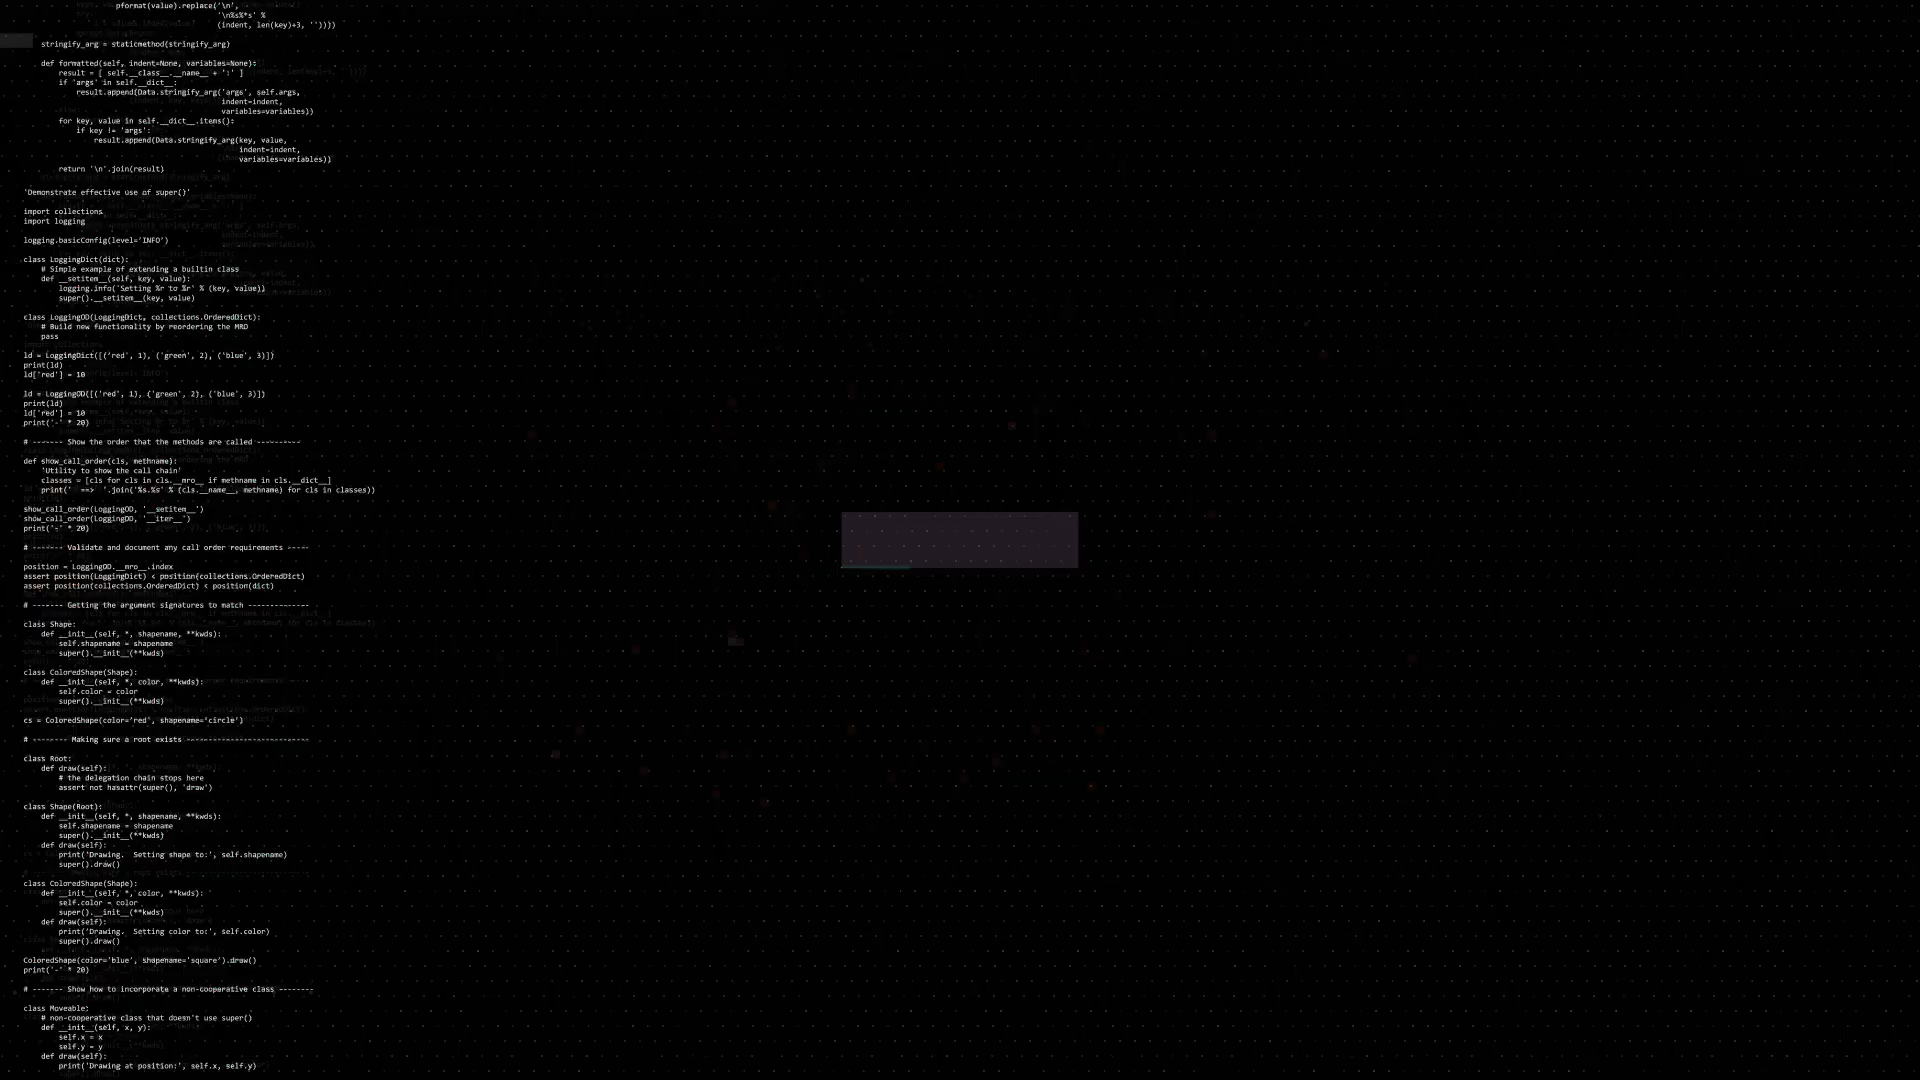 pformat(value).replace('\n',
'\n%s%*s' %
(indent, len(key)+3, ''))))
stringify_arg = staticmethod(stringify_arg)
def formatted(self, indent=None, variables=None):
result = [ self.__class__.__name__ + ':' ]
if 'args' in self.__dict__:
result.append(Data.stringify_arg('args', self.args,
indent=indent,
variables=variables))
for key, value in self.__dict__.items():
if key != 'args':
result.append(Data.stringify_arg(key, value,
indent=indent,
variables=variables))
return '\n'.join(result)
'Demonstrate effective use of super()'
import collections
import logging
logging.basicConfig(level='INFO')
class LoggingDict(dict):
# Simple example of extending a builtin class
def __setitem__(self, key, value):
logging.info('Setting %r to %r' % (key, value))
super().__setitem__(key, value)
class LoggingOD(LoggingDict, collections.OrderedDict):
# Build new functionality by reordering the MRO
pass
ld = LoggingDict([('red', 1), ('green', 2), ('blue', 3)])
print(ld)
ld['red'] = 10
ld = LoggingOD([('red', 1), ('green', 2), ('blue', 3)])
print(ld)
ld['red'] = 10
print('-' * 20)
# ------- Show the order that the methods are called ----------
def show_call_order(cls, methname):
'Utility to show the call chain'
classes = [cls for cls in cls.__mro__ if methname in cls.__dict__]
print('  ==>  '.join('%s.%s' % (cls.__name__, methname) for cls in classes))
show_call_order(LoggingOD, '__setitem__')
show_call_order(LoggingOD, '__iter__')
print('-' * 20)
# ------- Validate and document any call order requirements -----
position = LoggingOD.__mro__.index
assert position(LoggingDict) < position(collections.OrderedDict)
assert position(collections.OrderedDict) < position(dict)
# ------- Getting the argument signatures to match --------------
class Shape:
def __init__(self, *, shapename, **kwds):
self.shapename = shapename
super().__init__(**kwds)
class ColoredShape(Shape):
def __init__(self, *, color, **kwds):
self.color = color
super().__init__(**kwds)
cs = ColoredShape(color='red', shapename='circle')
# -------- Making sure a root exists ----------------------------
class Root:
def draw(self):
# the delegation chain stops here
assert not hasattr(super(), 'draw')
class Shape(Root):
def __init__(self, *, shapename, **kwds):
self.shapename = shapename
super().__init__(**kwds)
def draw(self):
print('Drawing.  Setting shape to:', self.shapename)
super().draw()
class ColoredShape(Shape):
def __init__(self, *, color, **kwds):
self.color = color
super().__init__(**kwds)
def draw(self):
print('Drawing.  Setting color to:', self.color)
super().draw()
ColoredShape(color='blue', shapename='square').draw()
print('-' * 20)
# ------- Show how to incorporate a non-cooperative class --------
class Moveable:
# non-cooperative class that doesn't use super()
def __init__(self, x, y):
self.x = x
self.y = y
def draw(self):
print('Drawing at position:', self.x, self.y)